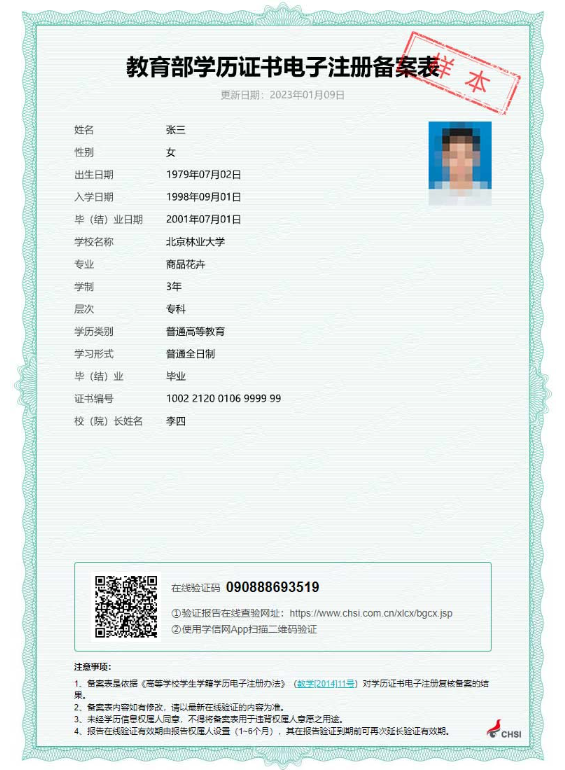 教育部学历证书电子注册备案表
样本
更新日期：2023年01月09日
姓名 张三
性别 女
出生日期 1979年07月02日
入学日期 1998年09月01日
毕（结）业日期 2001年07月01日
学校名称 北京林业大学
专业 商品花卉
学制 3年
层次 专科
学历类别 普通高等教育
学习形式 普通全日制
毕（结）业 毕业
证书编号 1002 2120 0106 9999 99
校（院）长姓名 李四
在线验证码 090888693519
①验证报告在线查验网址：https://www.chsi.com.cn/xlcx/bgcx.jsp
②使用学信网App扫描二维码验证
注意事项：
1、备案表是依据《高等学校学生学籍学历电子注册办法》（教学[2014]11号）对学历证书电子注册复核备案的结
果。
2、备案表内容如有修改，请以最新在线验证的内容为准。
3、未经学历信息权属人同意，不得将备案表用于违背权属人意愿之用途。
4、报告在线验证有效期由报告权属人设置（1~6个月），其在报告验证到期前可再次延长验证有效期。
CHSI